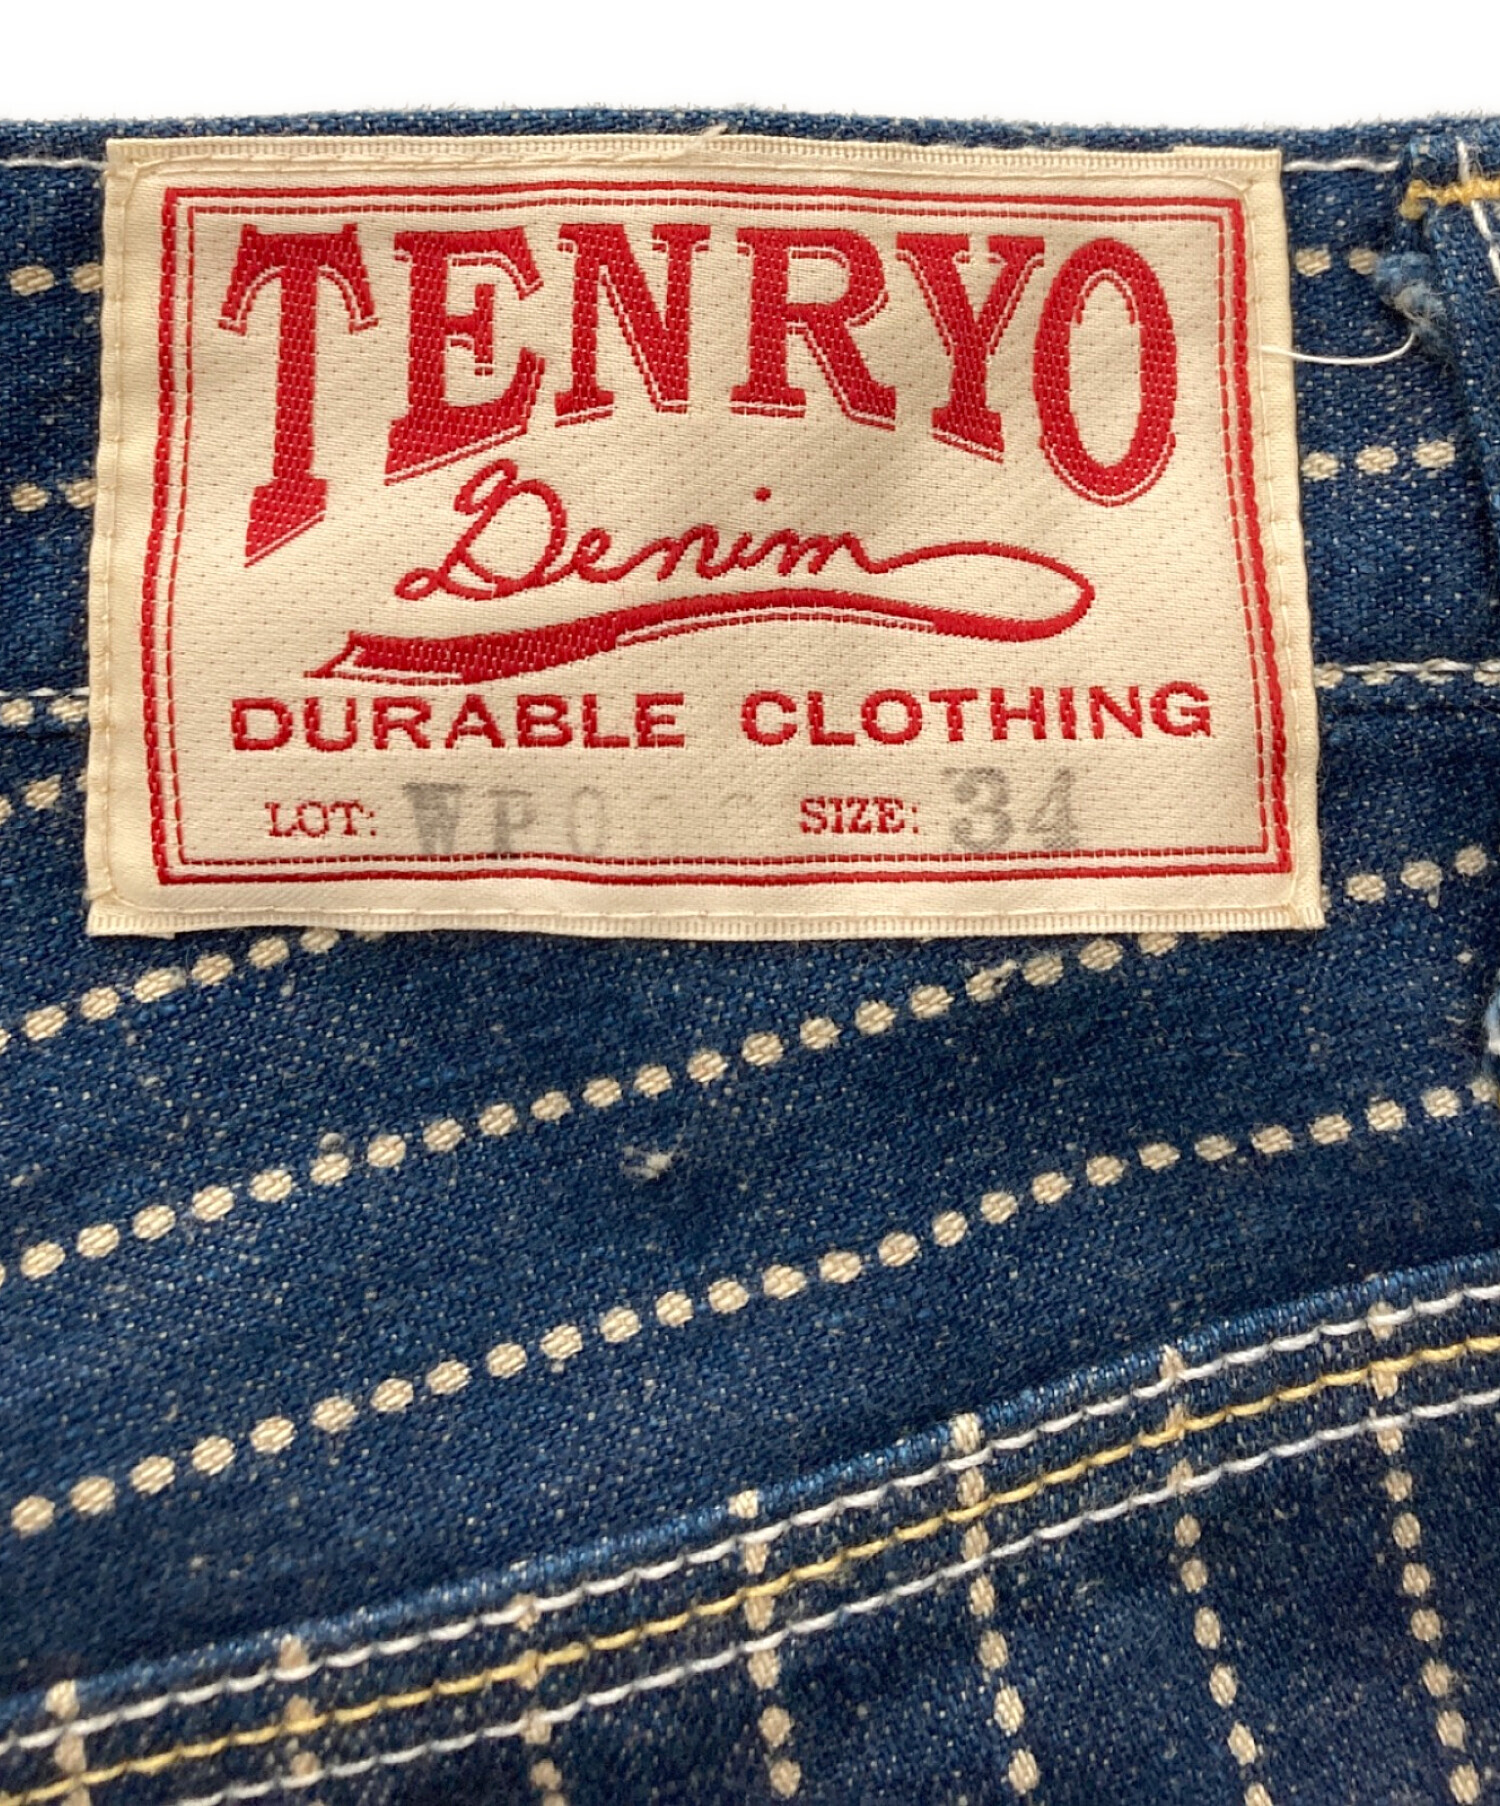 TENRYO
Denim
DURABLE CLOTHING
LOT: SIZE: 34